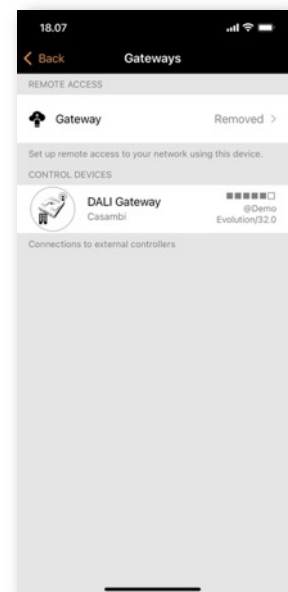 18.07
Back Gateways
REMOTE ACCESS
Gateway Removed
Set up remote access to your network using this device.
CONTROL DEVICES
DALI Gateway
Casambi
@Demo
Evolution/32.0
Connections to external controllers